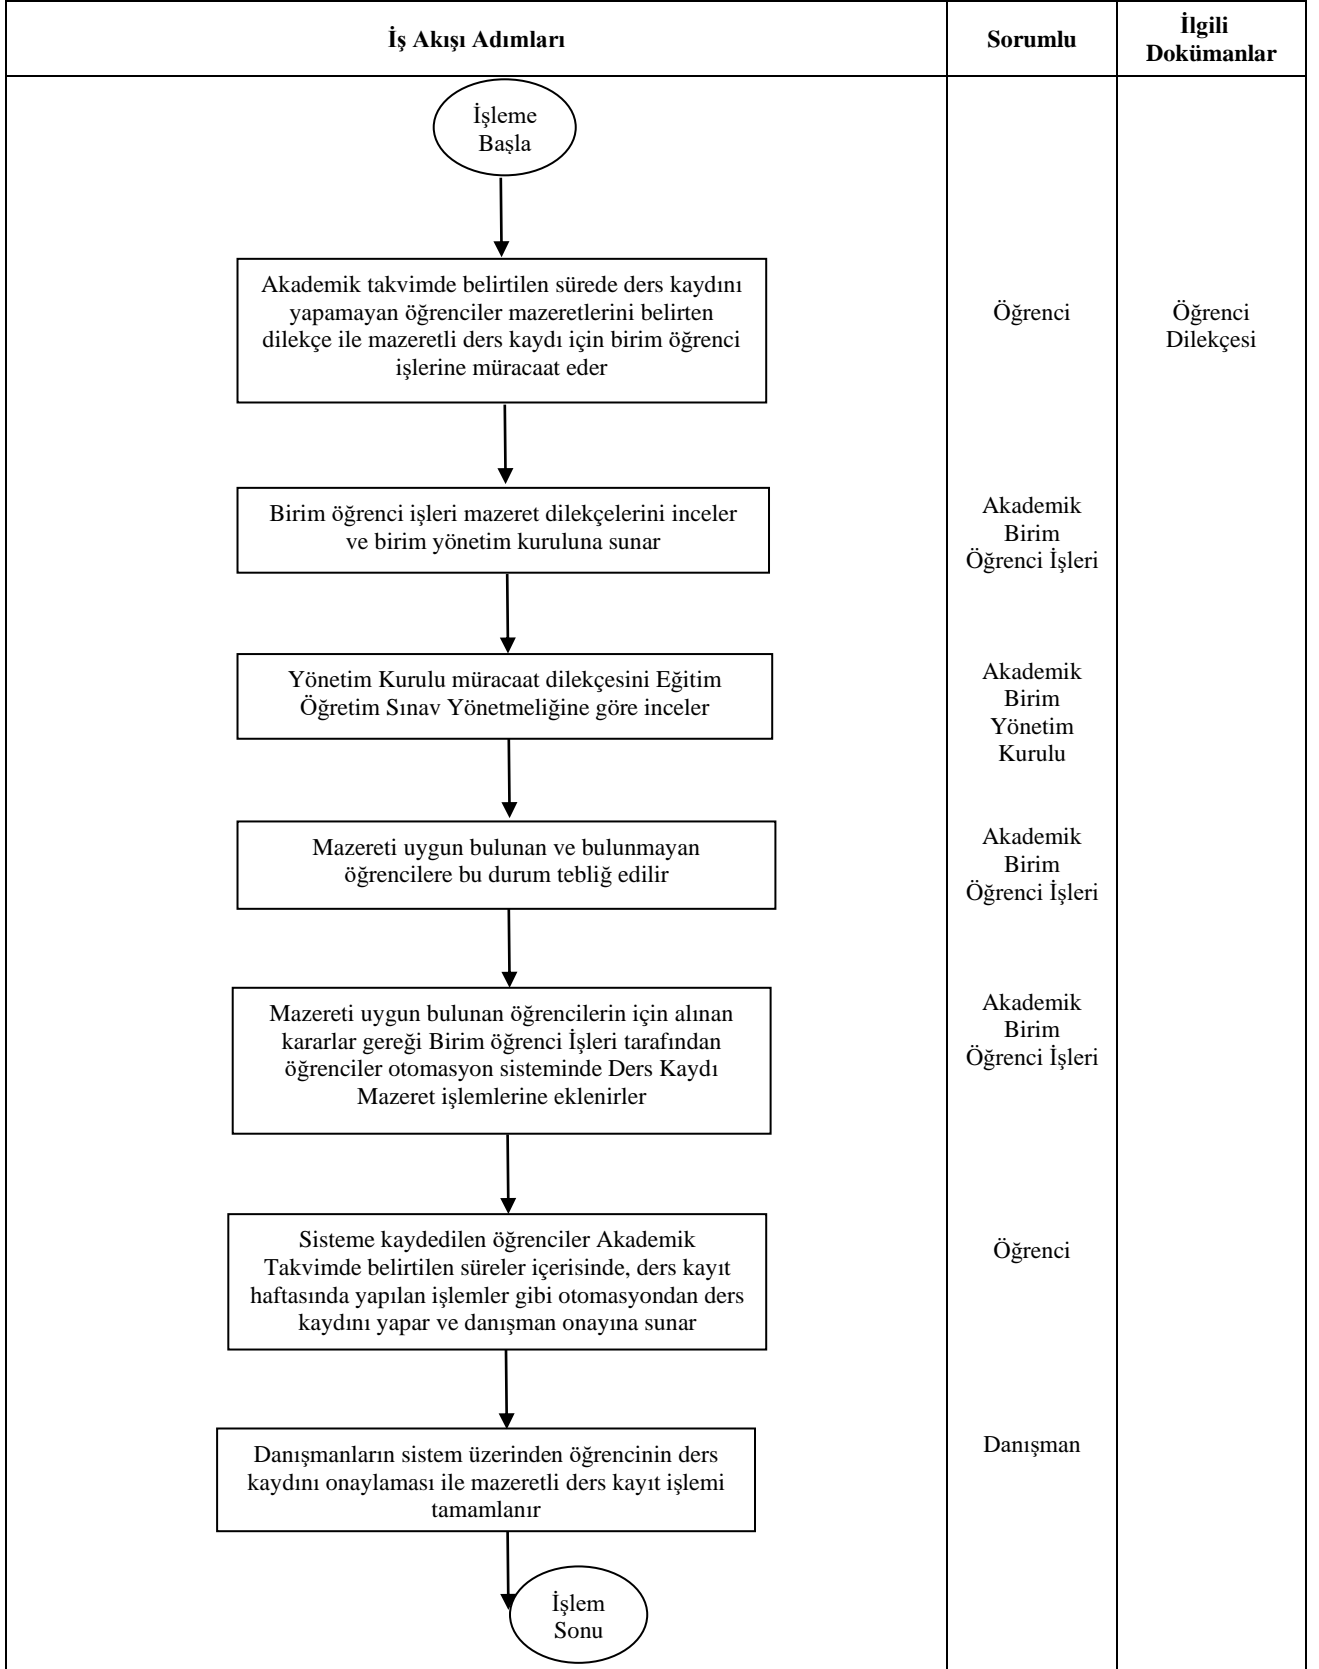 İş Akışı Adımları
Sorumlu
İlgili
Dokümanlar
İşleme
Başla
Akademik takvimde belirtilen sürede ders kaydını
yapamayan öğrenciler mazeretlerini belirten
dilekçe ile mazeretli ders kaydı için birim öğrenci
işlerine müracaat eder
Öğrenci
Öğrenci
Dilekçesi
Birim öğrenci işleri mazeret dilekçelerini inceler
ve birim yönetim kuruluna sunar
Akademik
Birim
Öğrenci İşleri
Yönetim Kurulu müracaat dilekçesini Eğitim
Öğretim Sınav Yönetmeliğine göre inceler
Akademik
Birim
Yönetim
Kurulu
Mazereti uygun bulunan ve bulunmayan
öğrencilere bu durum tebliğ edilir
Akademik
Birim
Öğrenci İşleri
Mazereti uygun bulunan öğrencilerin için alınan
kararlar gereği Birim öğrenci İşleri tarafından
öğrenciler otomasyon sisteminde Ders Kaydı
Mazeret işlemlerine eklenirler
Akademik
Birim
Öğrenci İşleri
Sisteme kaydedilen öğrenciler Akademik
Takvimde belirtilen süreler içerisinde, ders kayıt
haftasında yapılan işlemler gibi otomasyondan ders
kaydını yapar ve danışman onayına sunar
Öğrenci
Danışmanların sistem üzerinden öğrencinin ders
kaydını onaylaması ile mazeretli ders kayıt işlemi
tamamlanır
Danışman
İşlem
Sonu